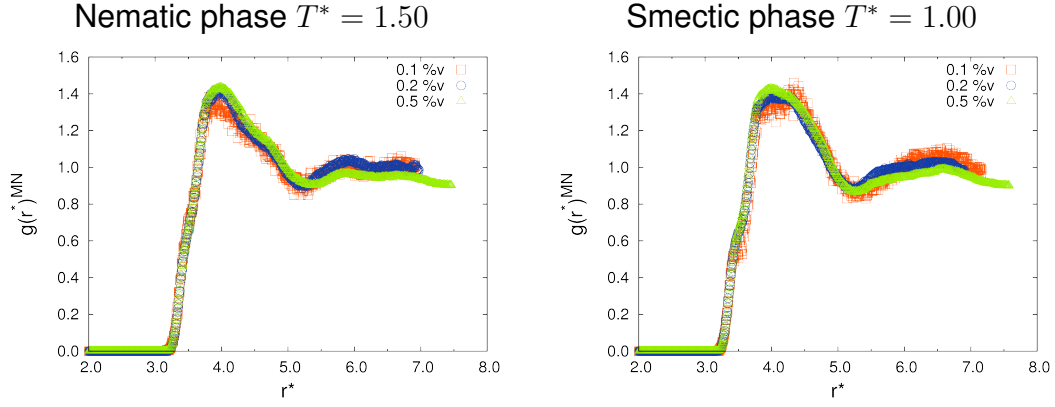 Nematic phase T* = 1.50
1.6
1.4
1.2
1.0
0.8
0.6
0.4
0.2
0.0
g(r*)MN
0.1 %v
0.2 %v
0.5 %v
2.0 3.0 4.0 5.0 6.0 7.0 8.0
r*
Smectic phase T* = 1.00
1.6
1.4
1.2
1.0
0.8
0.6
0.4
0.2
0.0
g(r*)MN
0.1 %v
0.2 %v
0.5 %v
2.0 3.0 4.0 5.0 6.0 7.0 8.0
r*